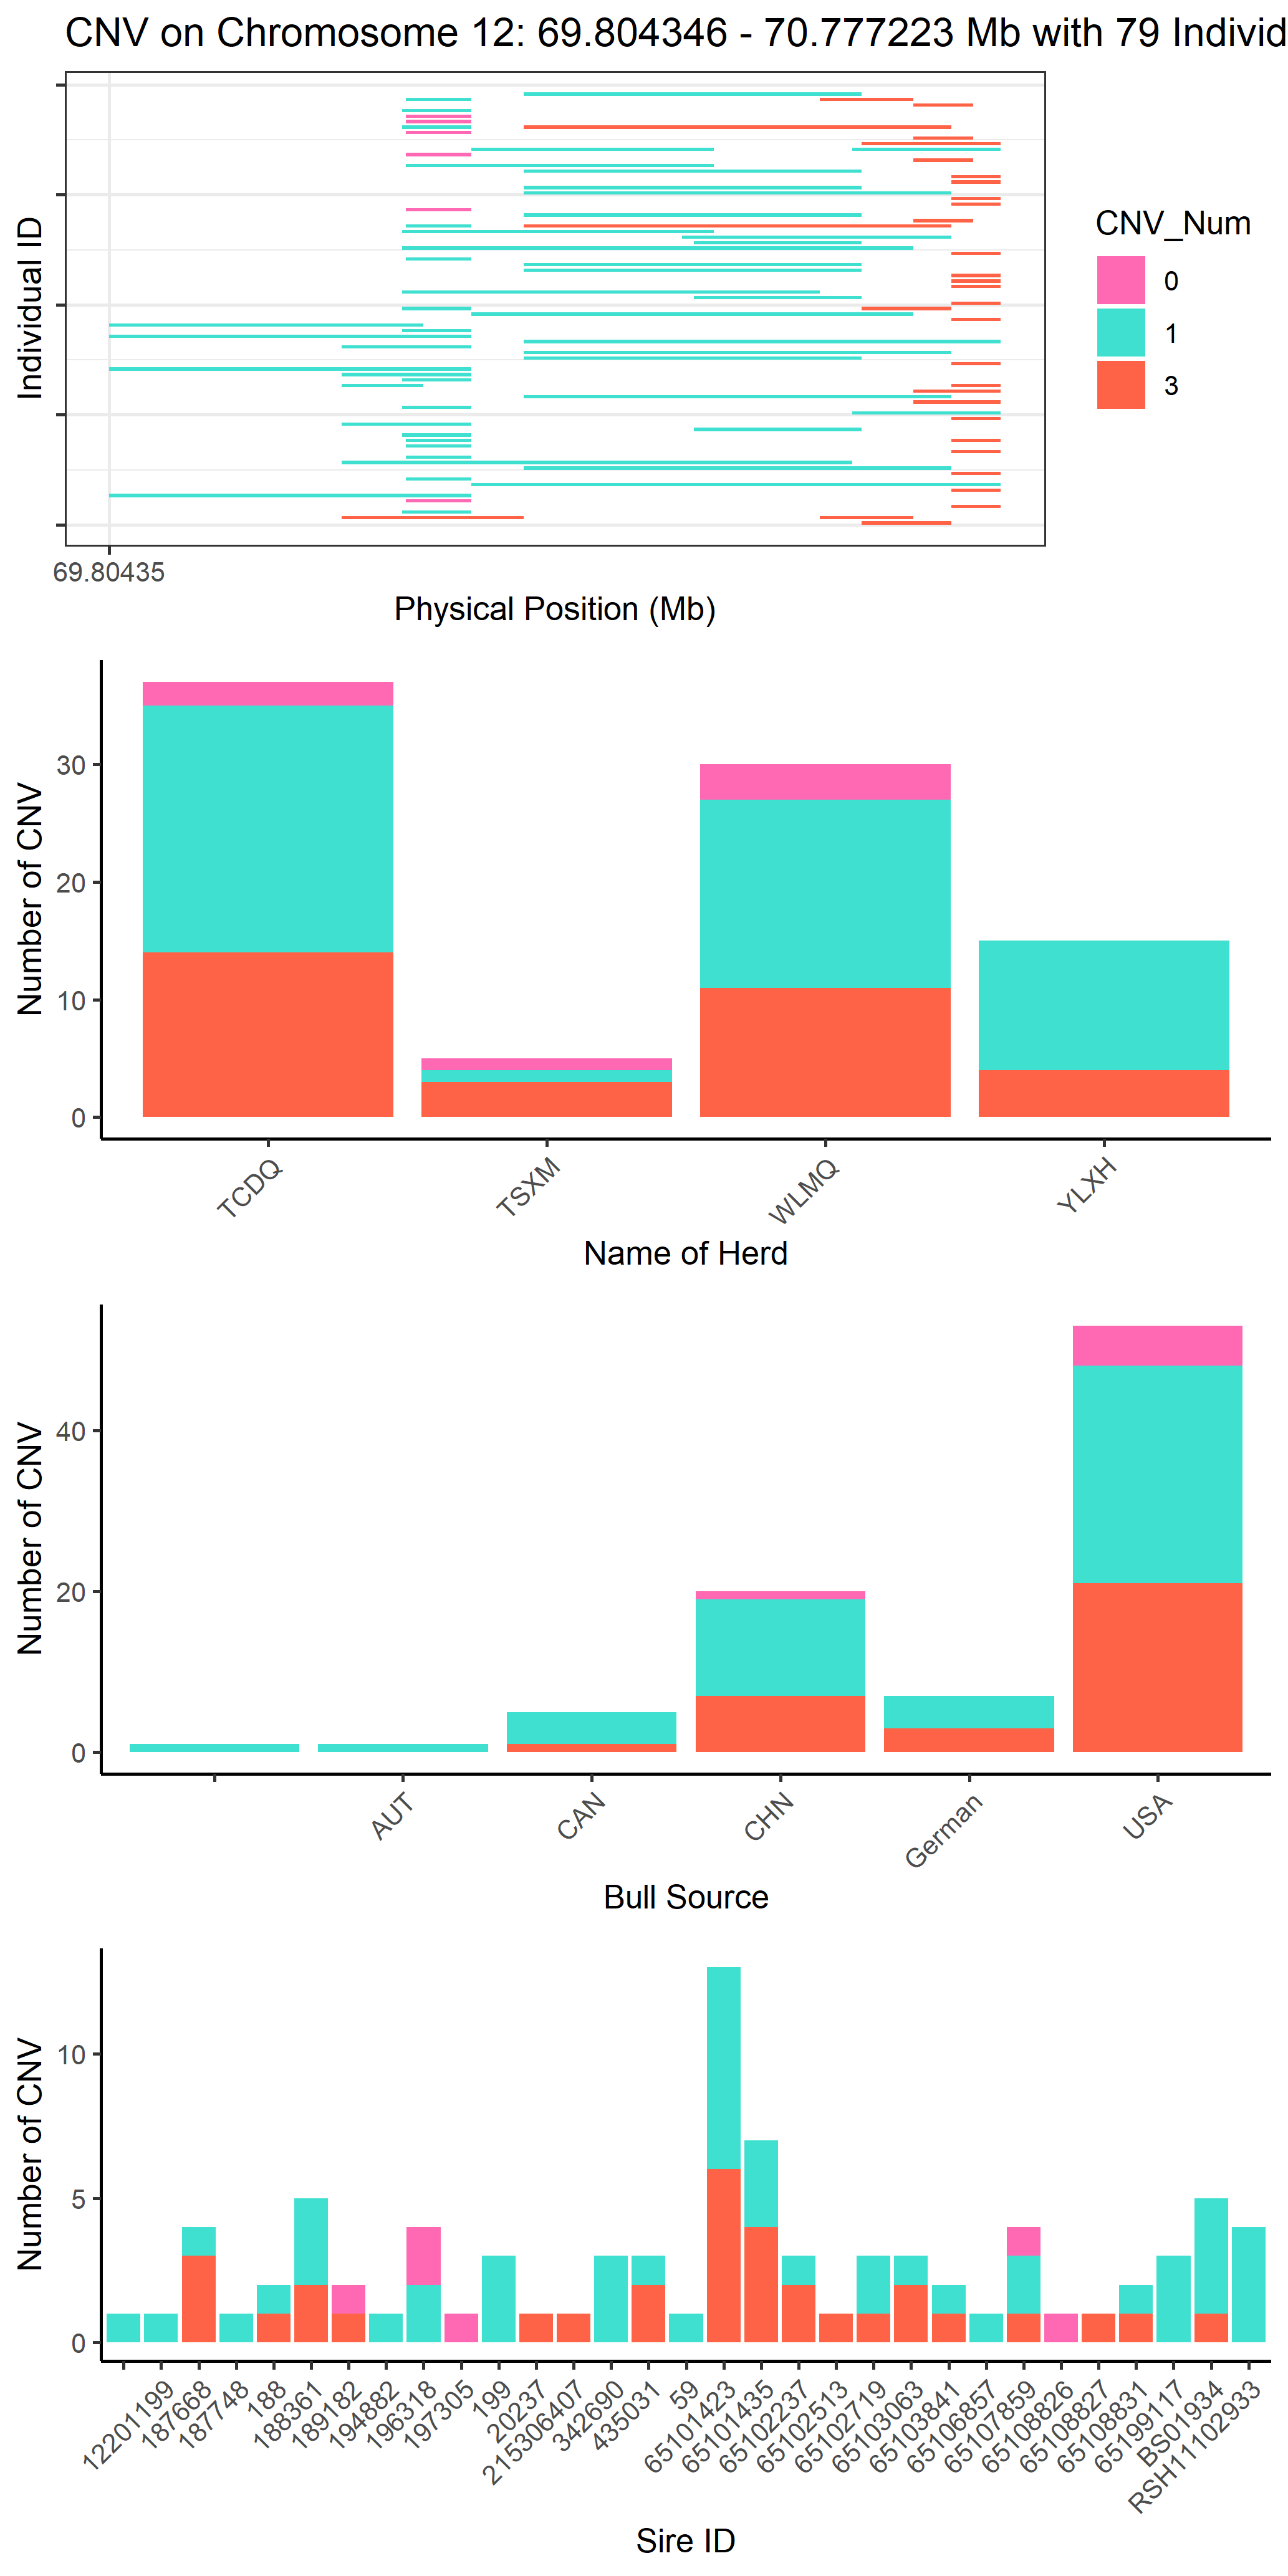 CNV on Chromosome 12: 69.804346 - 70.777223 Mb with 79 Individ
Individual ID
CNV_Num
0
1
3
69.80435
Physical Position (Mb)
Number of CNV
30
20
10
0
TCDQ TSXM WLMQ YLXH
Name of Herd
Number of CNV
40
20
0
AUT CAN CHN German USA
Bull Source
Number of CNV
10
5
0
12201199 187668 187748 188 188361 189182 194882 196318 197305 199 20237 215306407 342690 435031 59 65101423 65101435 65102237 65102513 65102719 65103063 65103841 65106857 65107859 65108826 65108827 65108831 65199117 BS01934 RSH11102933
Sire ID